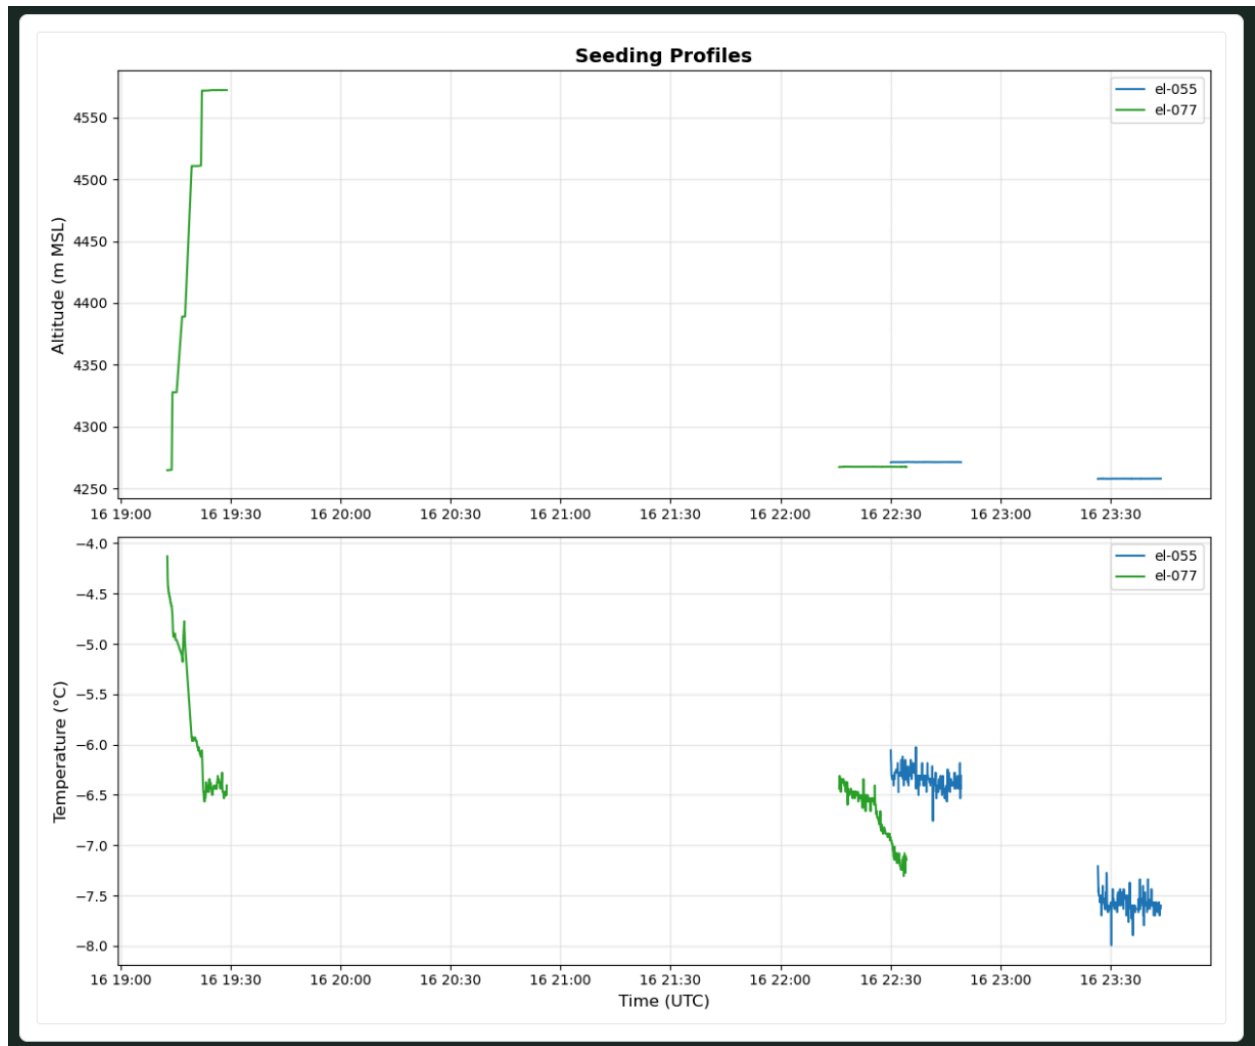 Seeding Profiles
el-055
el-077
4550
4500
4450
4400
4350
4300
4250
Altitude (m MSL)
16 19:00 16 19:30 16 20:00 16 20:30 16 21:00 16 21:30 16 22:00 16 22:30 16 23:00 16 23:30
el-055
el-077
−4.0
−4.5
−5.0
−5.5
−6.0
−6.5
−7.0
−7.5
−8.0
Temperature (°C)
16 19:00 16 19:30 16 20:00 16 20:30 16 21:00 16 21:30 16 22:00 16 22:30 16 23:00 16 23:30
Time (UTC)